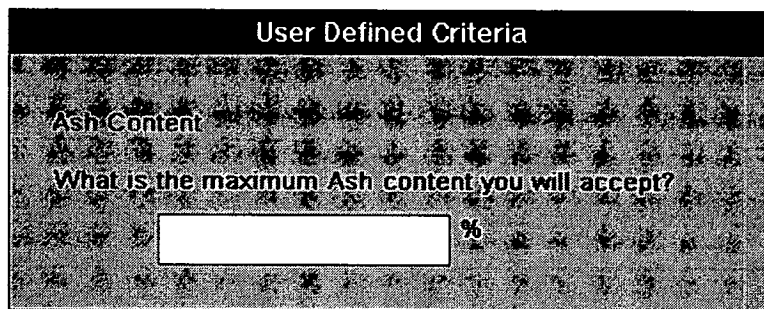 User Defined Criteria
Ash Content
What is the maximum Ash content you will accept?
%